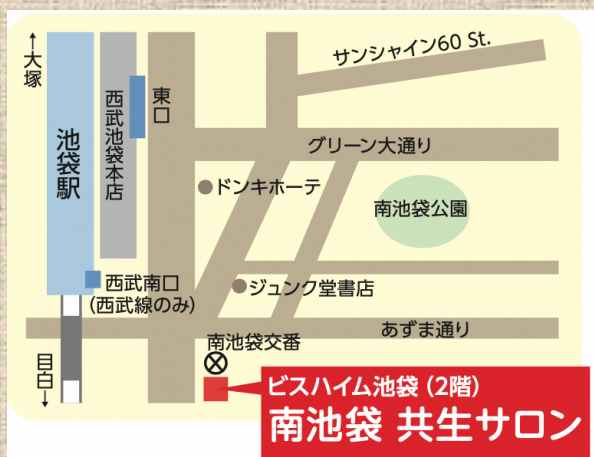 ↑大塚
サンシャイン60 St.
東口
西武池袋本店
池袋駅
グリーン大通り
ドンキホーテ
南池袋公園
西武南口
(西武線のみ)
ジュンク堂書店
あずま通り
南池袋交番
目白↓
ビスハイム池袋(2階)
南池袋 共生サロン